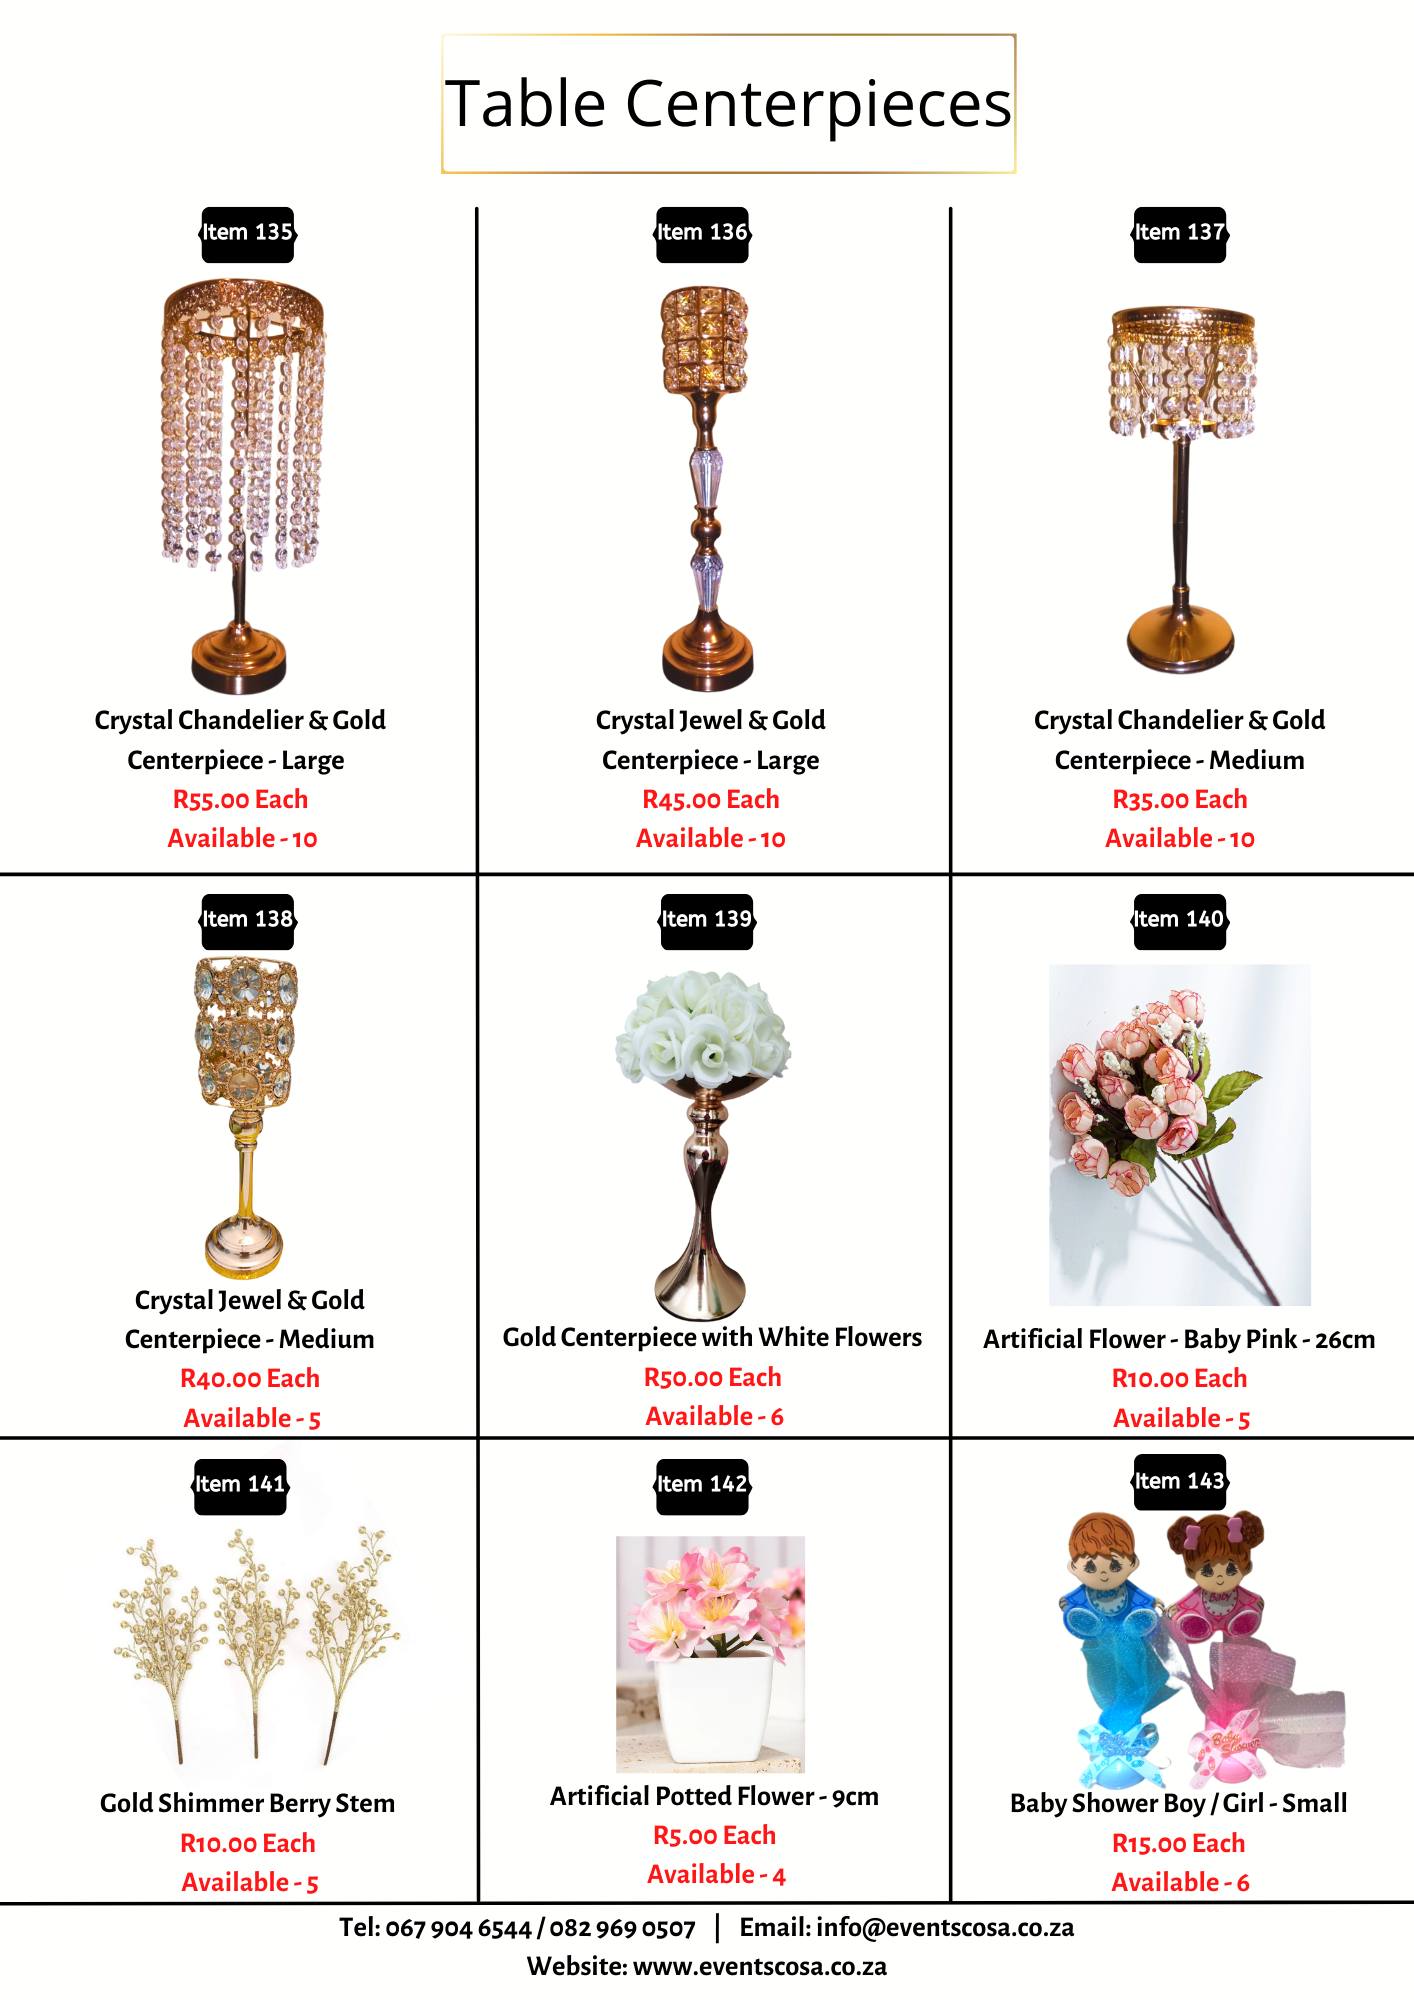 Table Centerpieces
Item 135
Crystal Chandelier & Gold
Centerpiece - Large
R55.00 Each
Available - 10
Item 136
Crystal Jewel & Gold
Centerpiece - Large
R45.00 Each
Available - 10
Item 137
Crystal Chandelier & Gold
Centerpiece - Medium
R35.00 Each
Available - 10
Item 138
Crystal Jewel & Gold
Centerpiece - Medium
R40.00 Each
Available - 5
Item 139
Gold Centerpiece with White Flowers
R50.00 Each
Available - 6
Item 140
Artificial Flower - Baby Pink - 26cm
R10.00 Each
Available - 5
Item 141
Gold Shimmer Berry Stem
R10.00 Each
Available - 5
Item 142
Artificial Potted Flower - 9cm
R5.00 Each
Available - 4
Item 143
Baby
Baby
Shower
Baby Shower Boy / Girl - Small
R15.00 Each
Available - 6
Tel: 067 904 6544 / 082 969 0507 | Email: info@eventscosa.co.za
Website: www.eventscosa.co.za